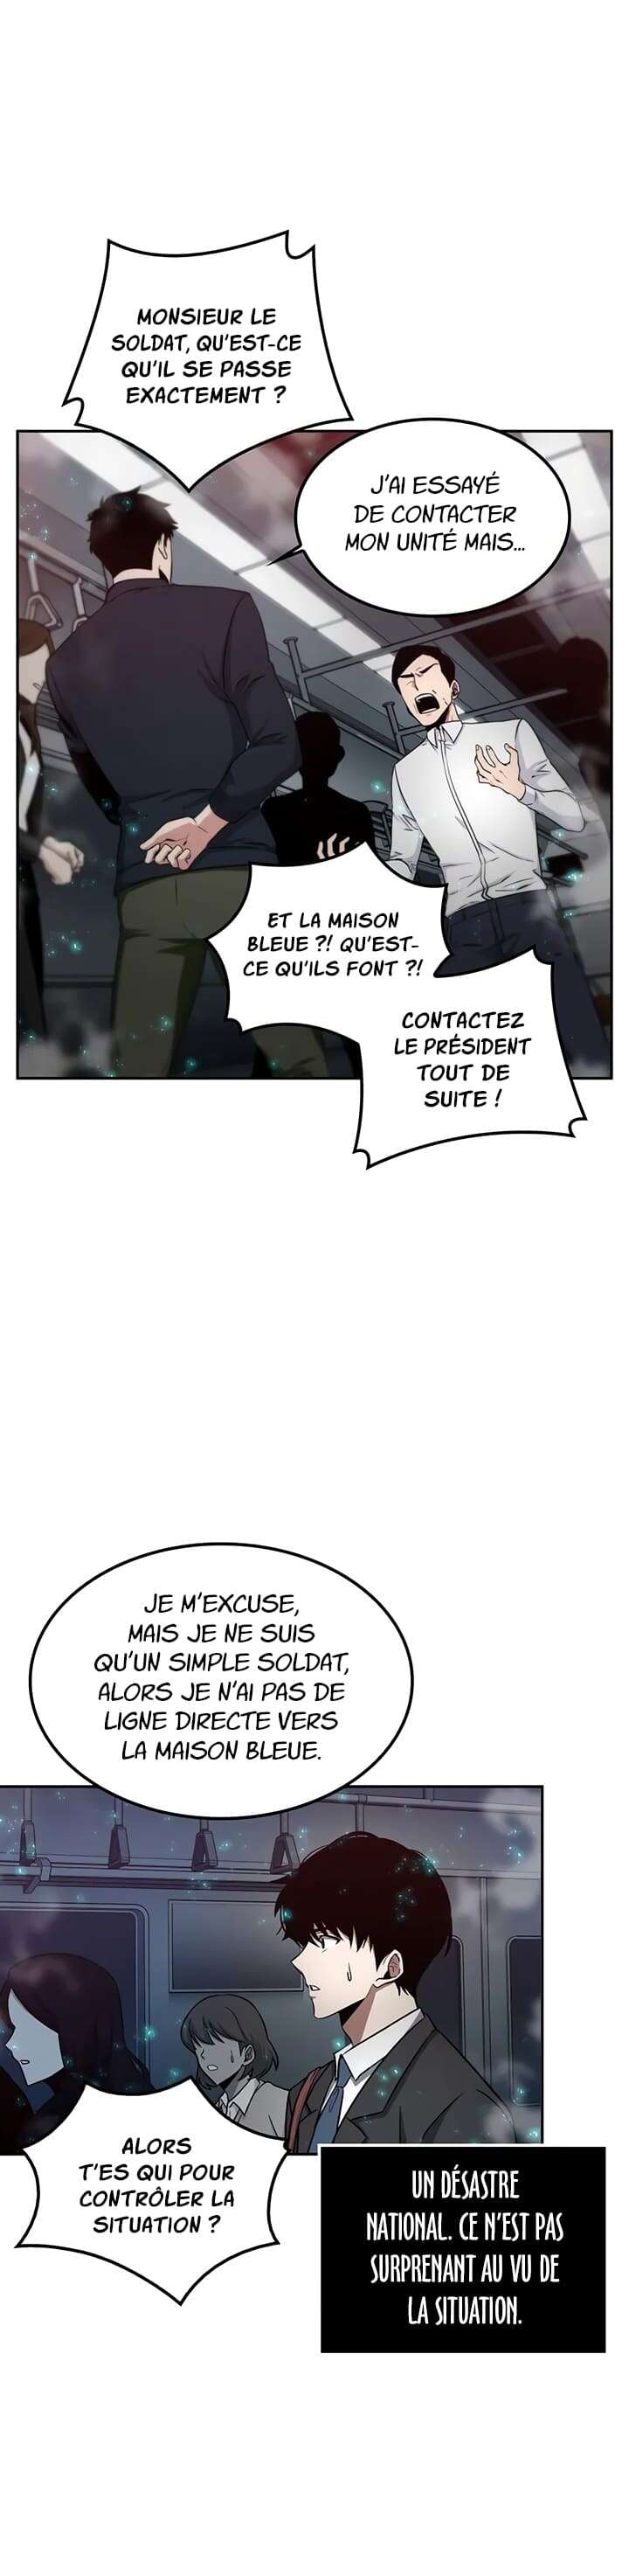 MONSIEUR LE
SOLDAT, QU'EST-CE
QU'IL SE PASSE
EXACTEMENT ?
J'AI ESSAYÉ
DE CONTACTER
MON UNITÉ MAIS...
ET LA MAISON
BLEUE ?! QU'EST-
CE QU'ILS FONT ?!
CONTACTEZ
LE PRÉSIDENT
TOUT DE
SUITE !
JE M'EXCUSE,
MAIS JE NE SUIS
QU'UN SIMPLE SOLDAT,
ALORS JE N'AI PAS DE
LIGNE DIRECTE VERS
LA MAISON BLEUE.
ALORS
T'ES QUI POUR
CONTRÔLER LA
SITUATION ?
UN DÉSASTRE
NATIONAL. CE N'EST PAS
SURPRENANT AU VU DE
LA SITUATION.